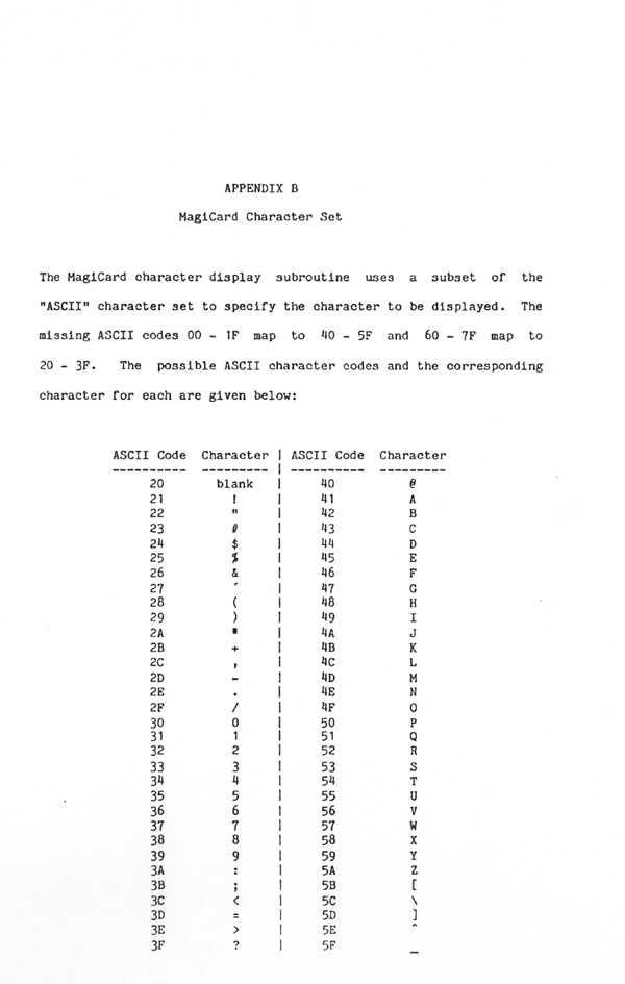 APPENDIX B
MagiCard Character Set
The MagiCard character display subroutine uses a subset of the
"ASCII" character set to specify the character to be displayed. The
missing ASCII codes 00 - 1F map to 40 - 5F and 60 - 7F map to
20 - 3F. The possible ASCII character codes and the corresponding
character for each are given below:
ASCII Code Character | ASCII Code Character
---------- --------- | ---------- ---------
20 blank | 40 @
21 ! | 41 A
22 " | 42 B
23 # | 43 C
24 $ | 44 D
25 % | 45 E
26 & | 46 F
27 ' | 47 G
28 ( | 48 H
29 ) | 49 I
2A * | 4A J
2B + | 4B K
2C , | 4C L
2D - | 4D M
2E . | 4E N
2F / | 4F O
30 0 | 50 P
31 1 | 51 Q
32 2 | 52 R
33 3 | 53 S
34 4 | 54 T
35 5 | 55 U
36 6 | 56 V
37 7 | 57 W
38 8 | 58 X
39 9 | 59 Y
3A : | 5A Z
3B ; | 5B [
3C < | 5C \
3D = | 5D ]
3E > | 5E ^
3F ? | 5F _